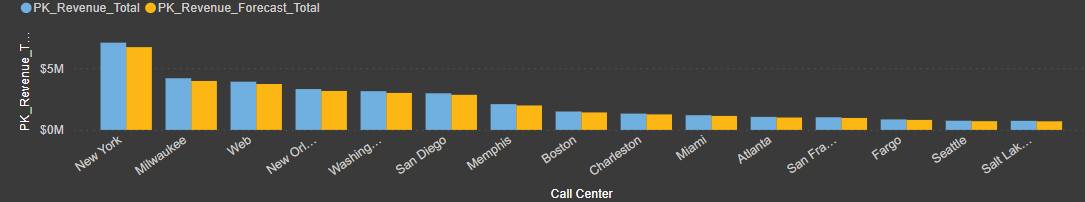 PK_Revenue_Total PK_Revenue_Forecast_Total
PK_Revenue_T...
$5M
$0M
New York
Milwaukee
Web
New Orl...
Washing...
San Diego
Memphis
Boston
Charleston
Miami
Atlanta
San Fra...
Fargo
Seattle
Salt Lak...
Call Center